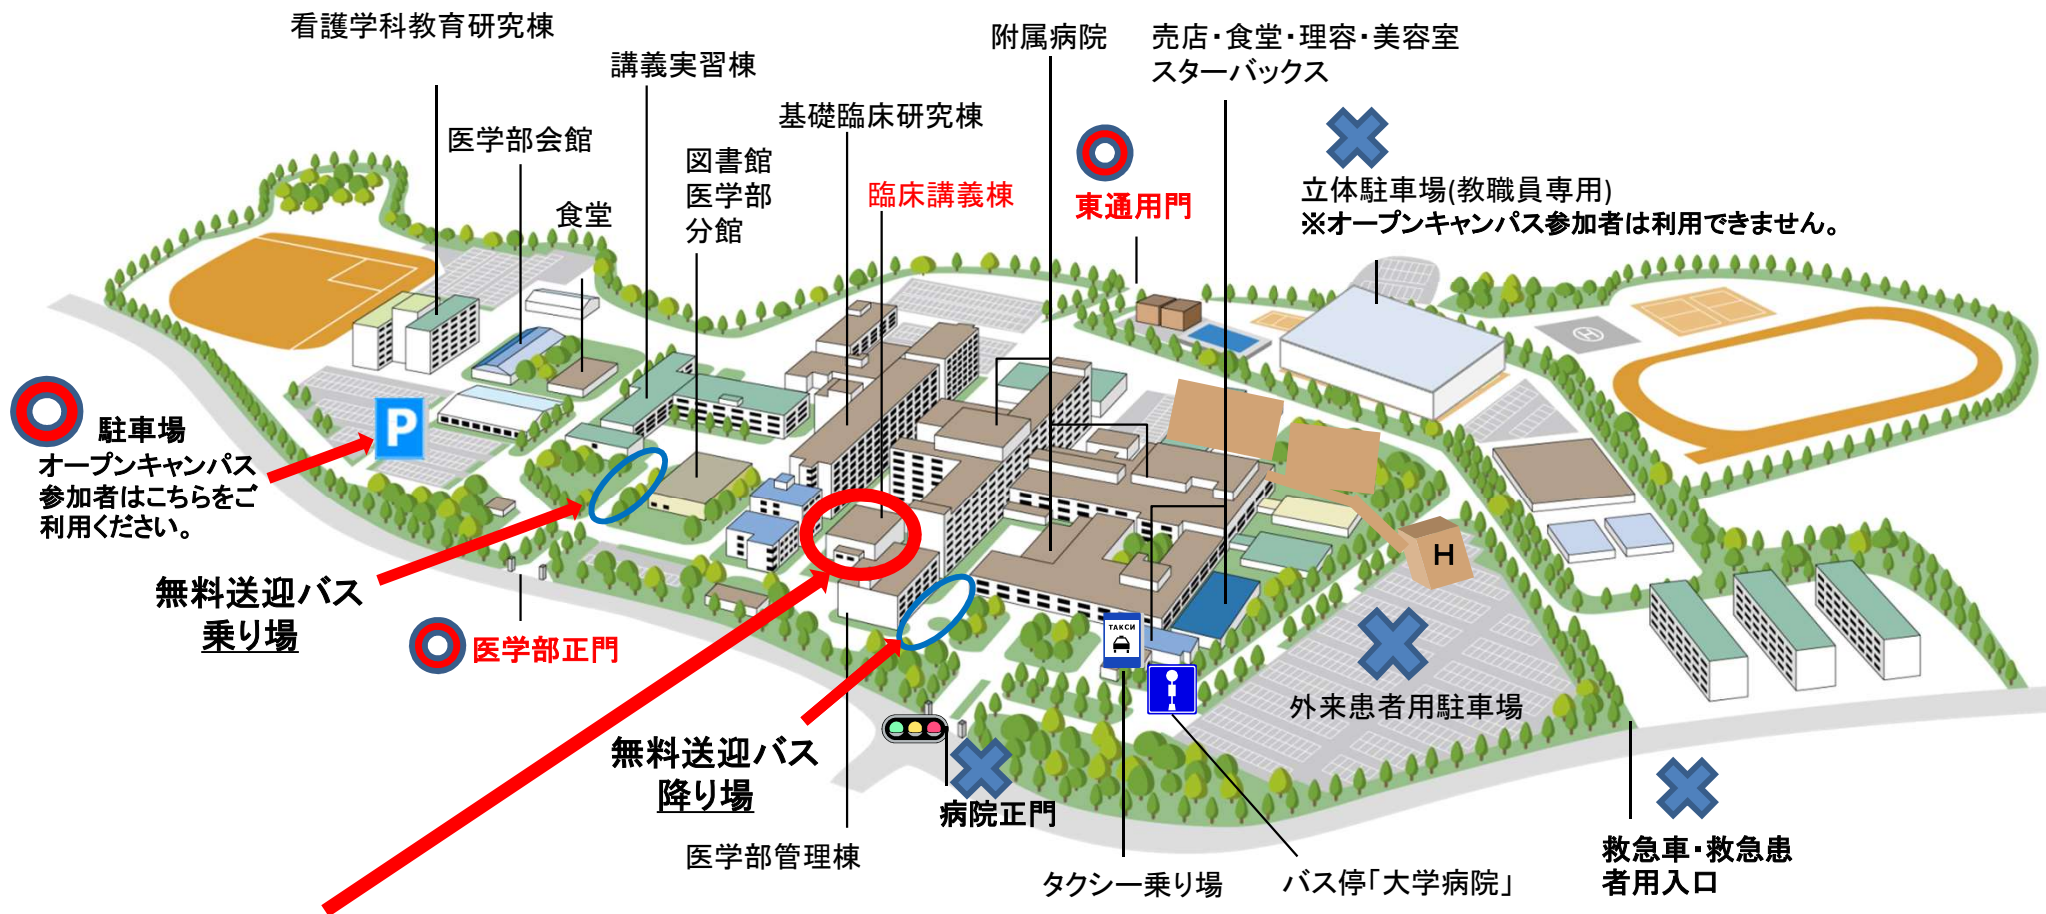 看護学科教育研究棟
講義実習棟
医学部会館
食堂
図書館
医学部
分館
基礎臨床研究棟
臨床講義棟
附属病院
東通用門
売店・食堂・理容・美容室
スターバックス
立体駐車場(教職員専用)
※オープンキャンパス参加者は利用できません。
駐車場
オープンキャンパス
参加者はこちらをご
利用ください。
P
無料送迎バス
乗り場
医学部正門
無料送迎バス
降り場
医学部管理棟
病院正門
ТАКСИ
タクシー乗り場
バス停「大学病院」
H
H
外来患者用駐車場
救急車・救急患
者用入口